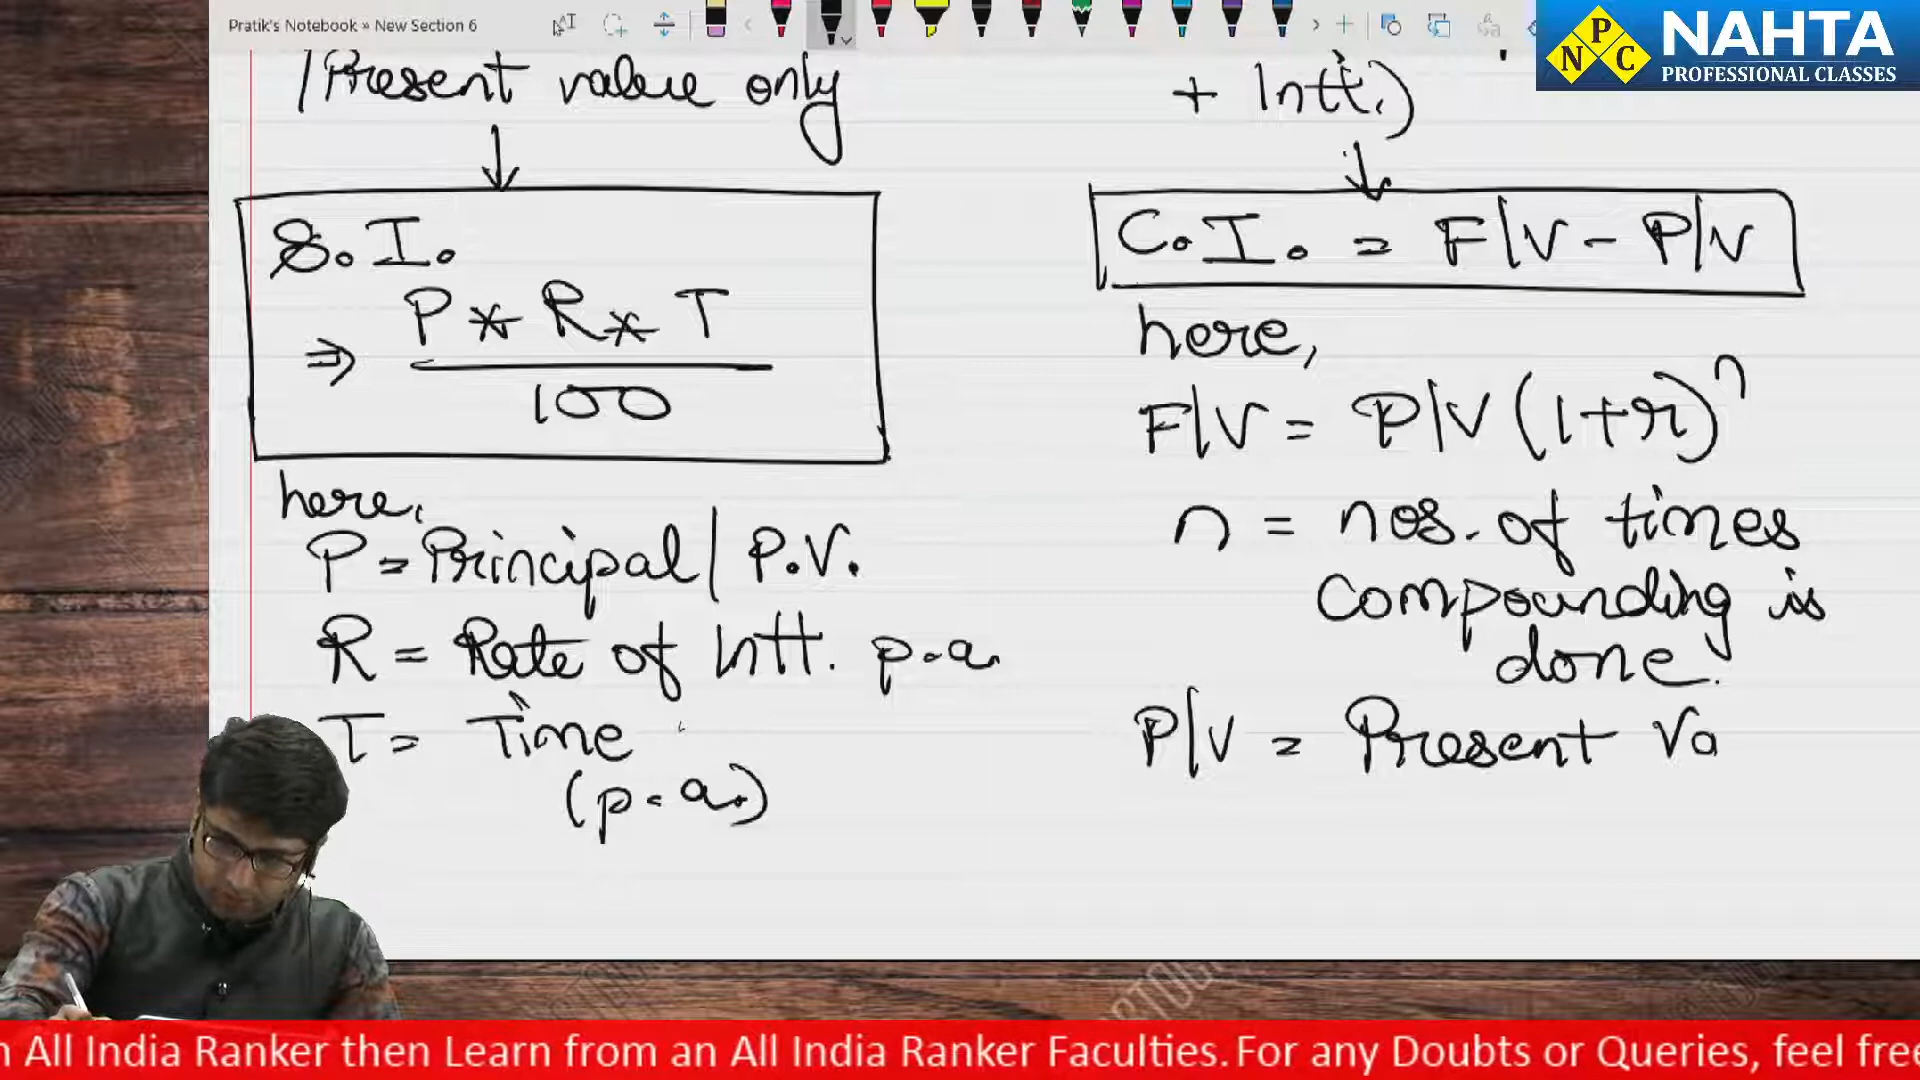 Pratik's Notebook » New Section 6
NPC
NAHTA
PROFESSIONAL CLASSES
/Present value only
↓
S.I.
⇒ P * R * T
100
here,
P = Principal / P.V.
R = Rate of Intt. p.a.
T = Time
(p.a.)
+ Intt.)
↓
C.I. = F/V - P/V
here,
F/V = P/V (1+r)^n
n = nos. of times
compounding is
done.
P/V = Present Va
n All India Ranker then Learn from an All India Ranker Faculties. For any Doubts or Queries, feel free